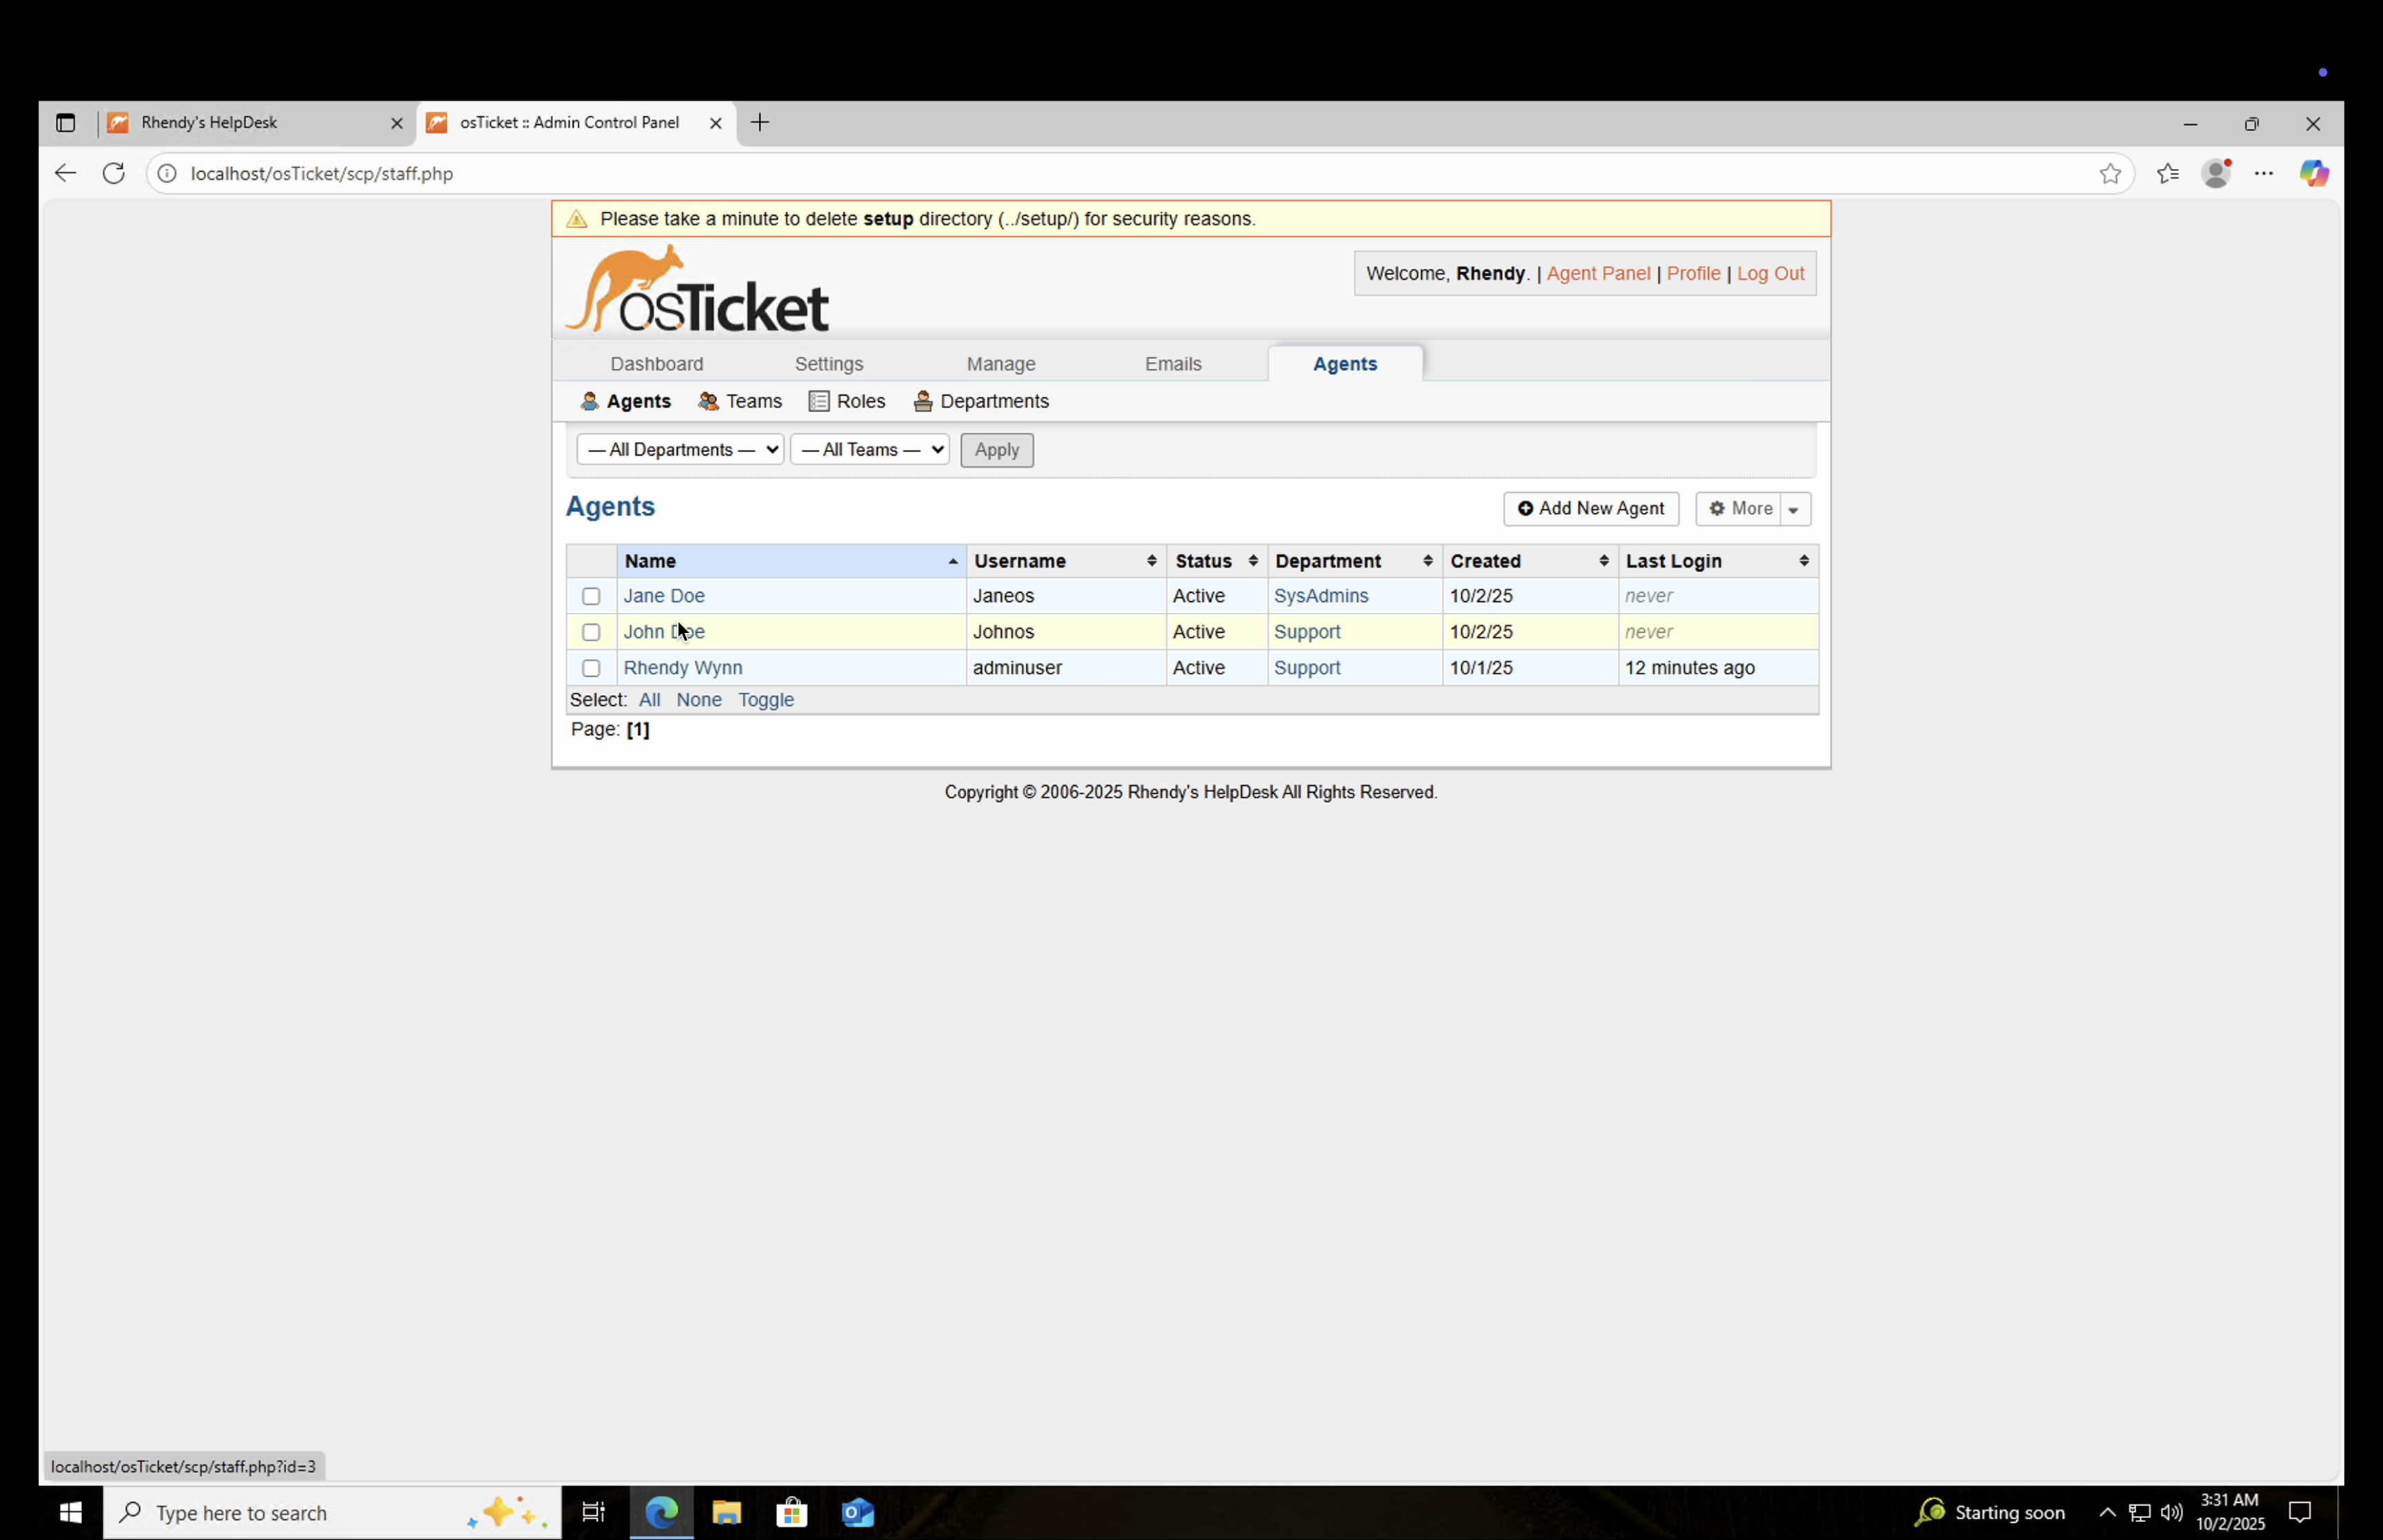 Rhendy's HelpDesk
osTicket :: Admin Control Panel
localhost/osTicket/scp/staff.php
Please take a minute to delete setup directory (../setup/) for security reasons.
osTicket
Welcome, Rhendy. | Agent Panel | Profile | Log Out
Dashboard Settings Manage Emails Agents
Agents Teams Roles Departments
— All Departments — — All Teams — Apply
Agents
Add New Agent More
Name Username Status Department Created Last Login
Jane Doe Janeos Active SysAdmins 10/2/25 never
John Doe Johnos Active Support 10/2/25 never
Rhendy Wynn adminuser Active Support 10/1/25 12 minutes ago
Select: All None Toggle
Page: [1]
Copyright © 2006-2025 Rhendy's HelpDesk All Rights Reserved.
localhost/osTicket/scp/staff.php?id=3
Type here to search
Starting soon
3:31 AM
10/2/2025